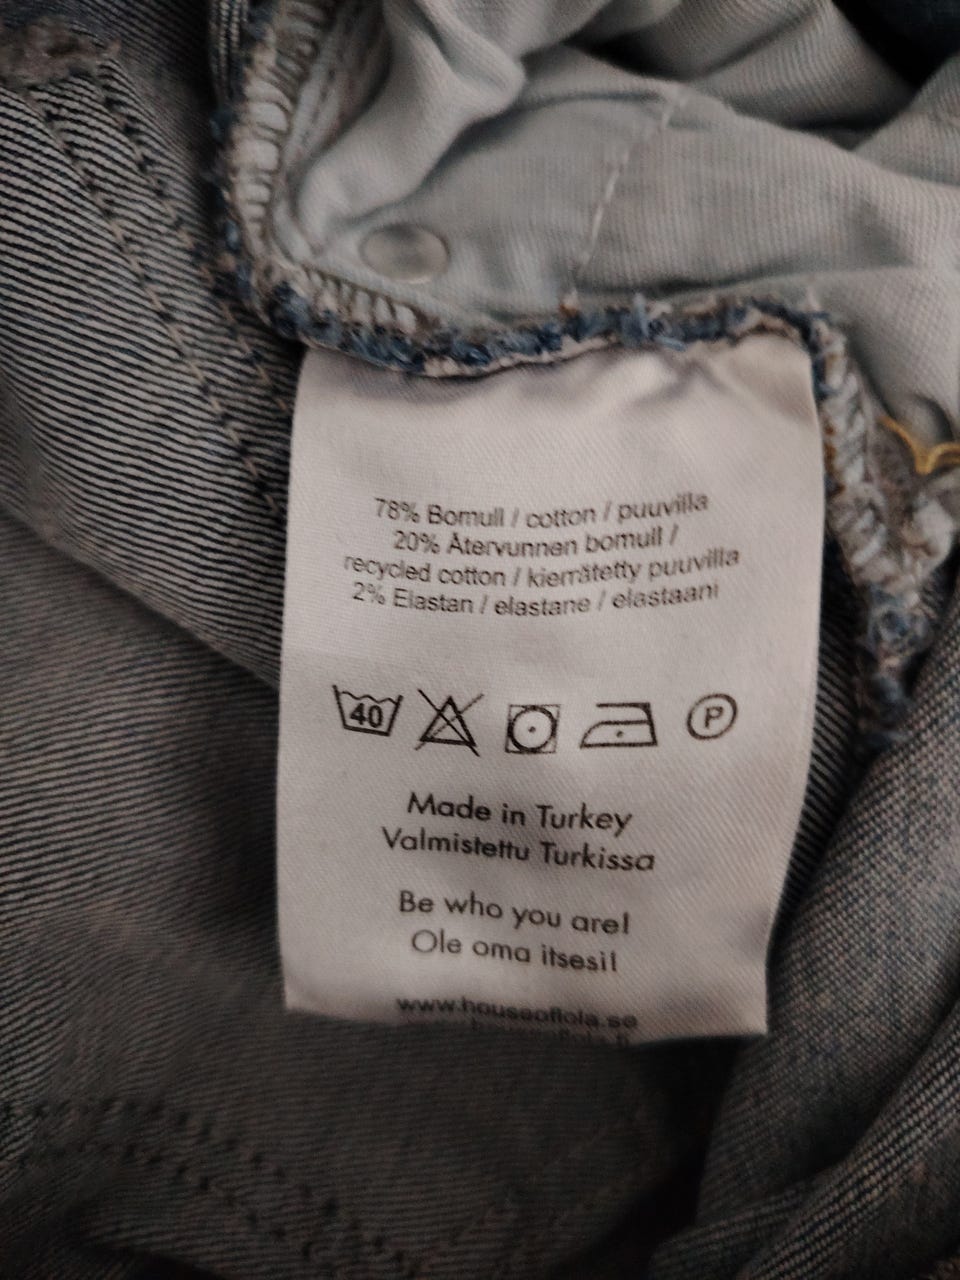 78% Bomull / cotton / puuvilla
20% Återvunnen bomull /
recycled cotton / kierrätetty puuvilla
2% Elastan / elastane / elastaani
40 P
Made in Turkey
Valmistettu Turkissa
Be who you are!
Ole oma itsesi!
www.houseoflola.se